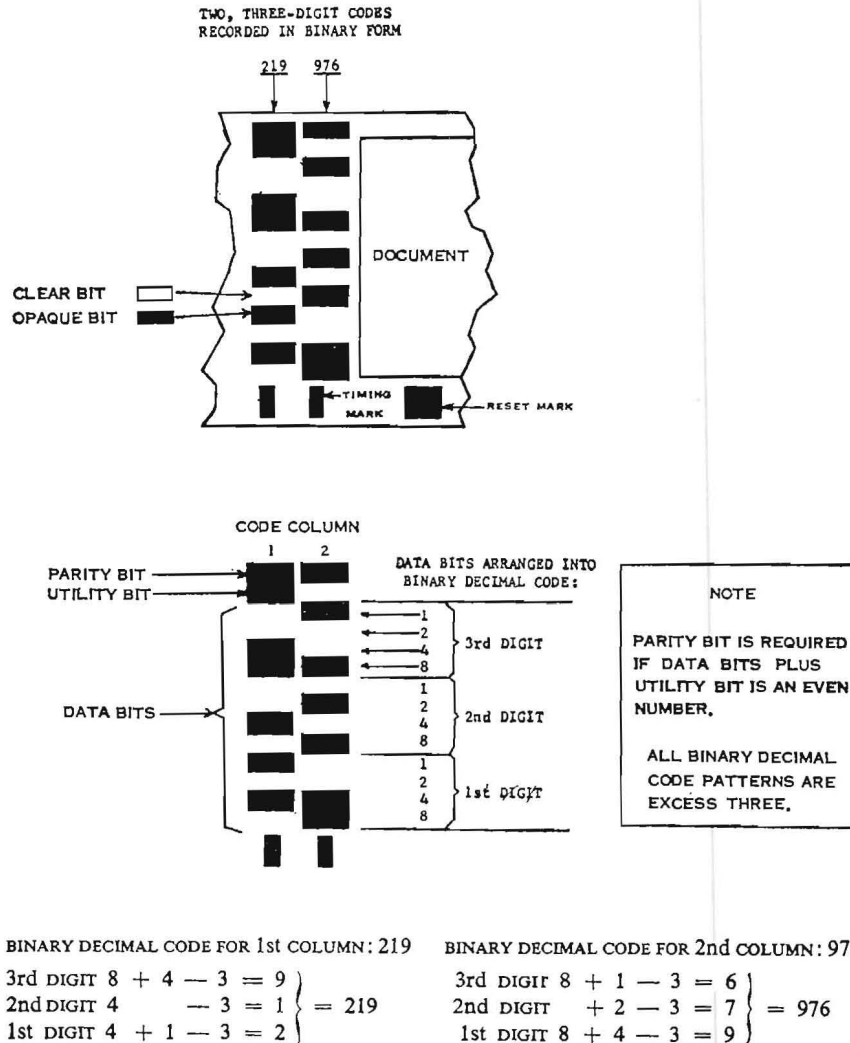 TWO, THREE-DIGIT CODES
RECORDED IN BINARY FORM
219 976
DOCUMENT
CLEAR BIT
OPAQUE BIT
TIMING
MARK
RESET MARK
CODE COLUMN
1 2
PARITY BIT
UTILITY BIT
DATA BITS
DATA BITS ARRANGED INTO
BINARY DECIMAL CODE:
1
2
4
8
3rd DIGIT
1
2
4
8
2nd DIGIT
1
2
4
8
1st DIGIT
NOTE
PARITY BIT IS REQUIRED
IF DATA BITS PLUS
UTILITY BIT IS AN EVEN
NUMBER.
ALL BINARY DECIMAL
CODE PATTERNS ARE
EXCESS THREE.
BINARY DECIMAL CODE FOR 1st COLUMN: 219
3rd DIGIT 8 + 4 — 3 = 9
2nd DIGIT 4 — 3 = 1 = 219
1st DIGIT 4 + 1 — 3 = 2
BINARY DECIMAL CODE FOR 2nd COLUMN: 97
3rd DIGIT 8 + 1 — 3 = 6
2nd DIGIT + 2 — 3 = 7 = 976
1st DIGIT 8 + 4 — 3 = 9